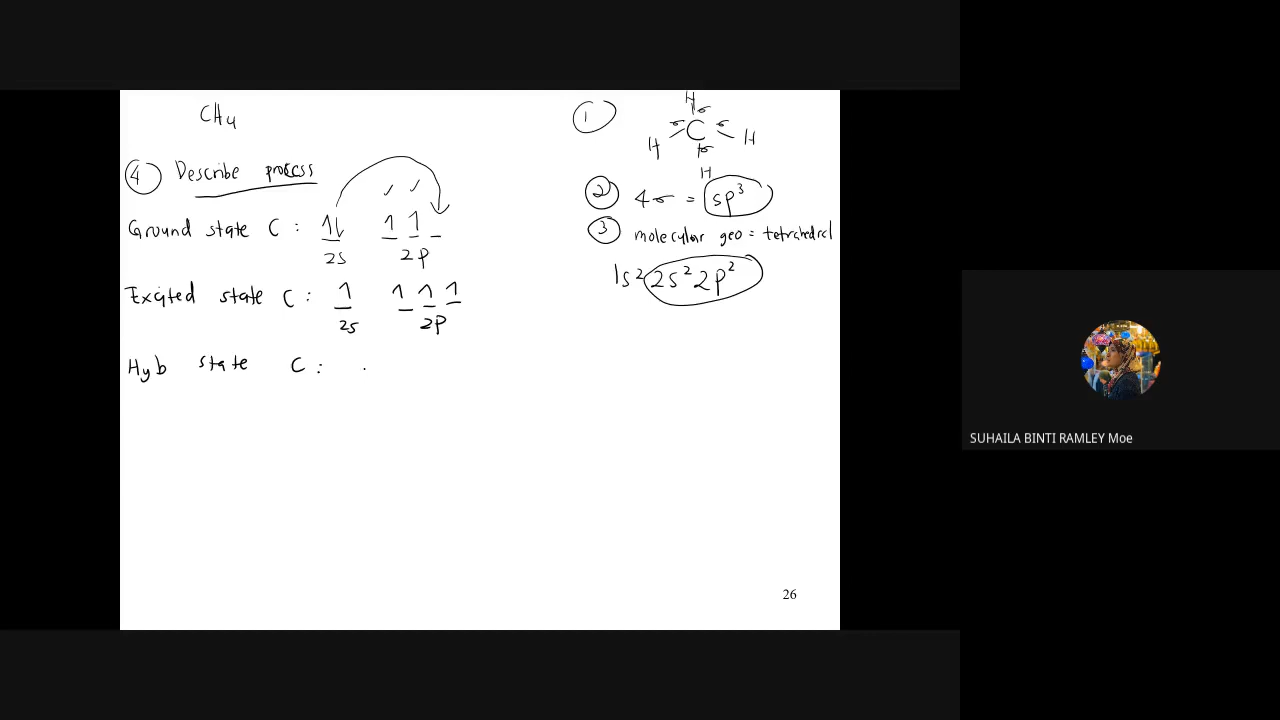 CH4
④ Describe process
Ground state C : 1l 1 1 _
2s 2p
Excited state C : 1 1 1 1
2s 2p
Hyb state C :
① H
σ
σ C σ
H σ H
H
② 4σ = sp³
③ molecular geo = tetrahedral
1s² 2s² 2p²
26
SUHAILA BINTI RAMLEY Moe